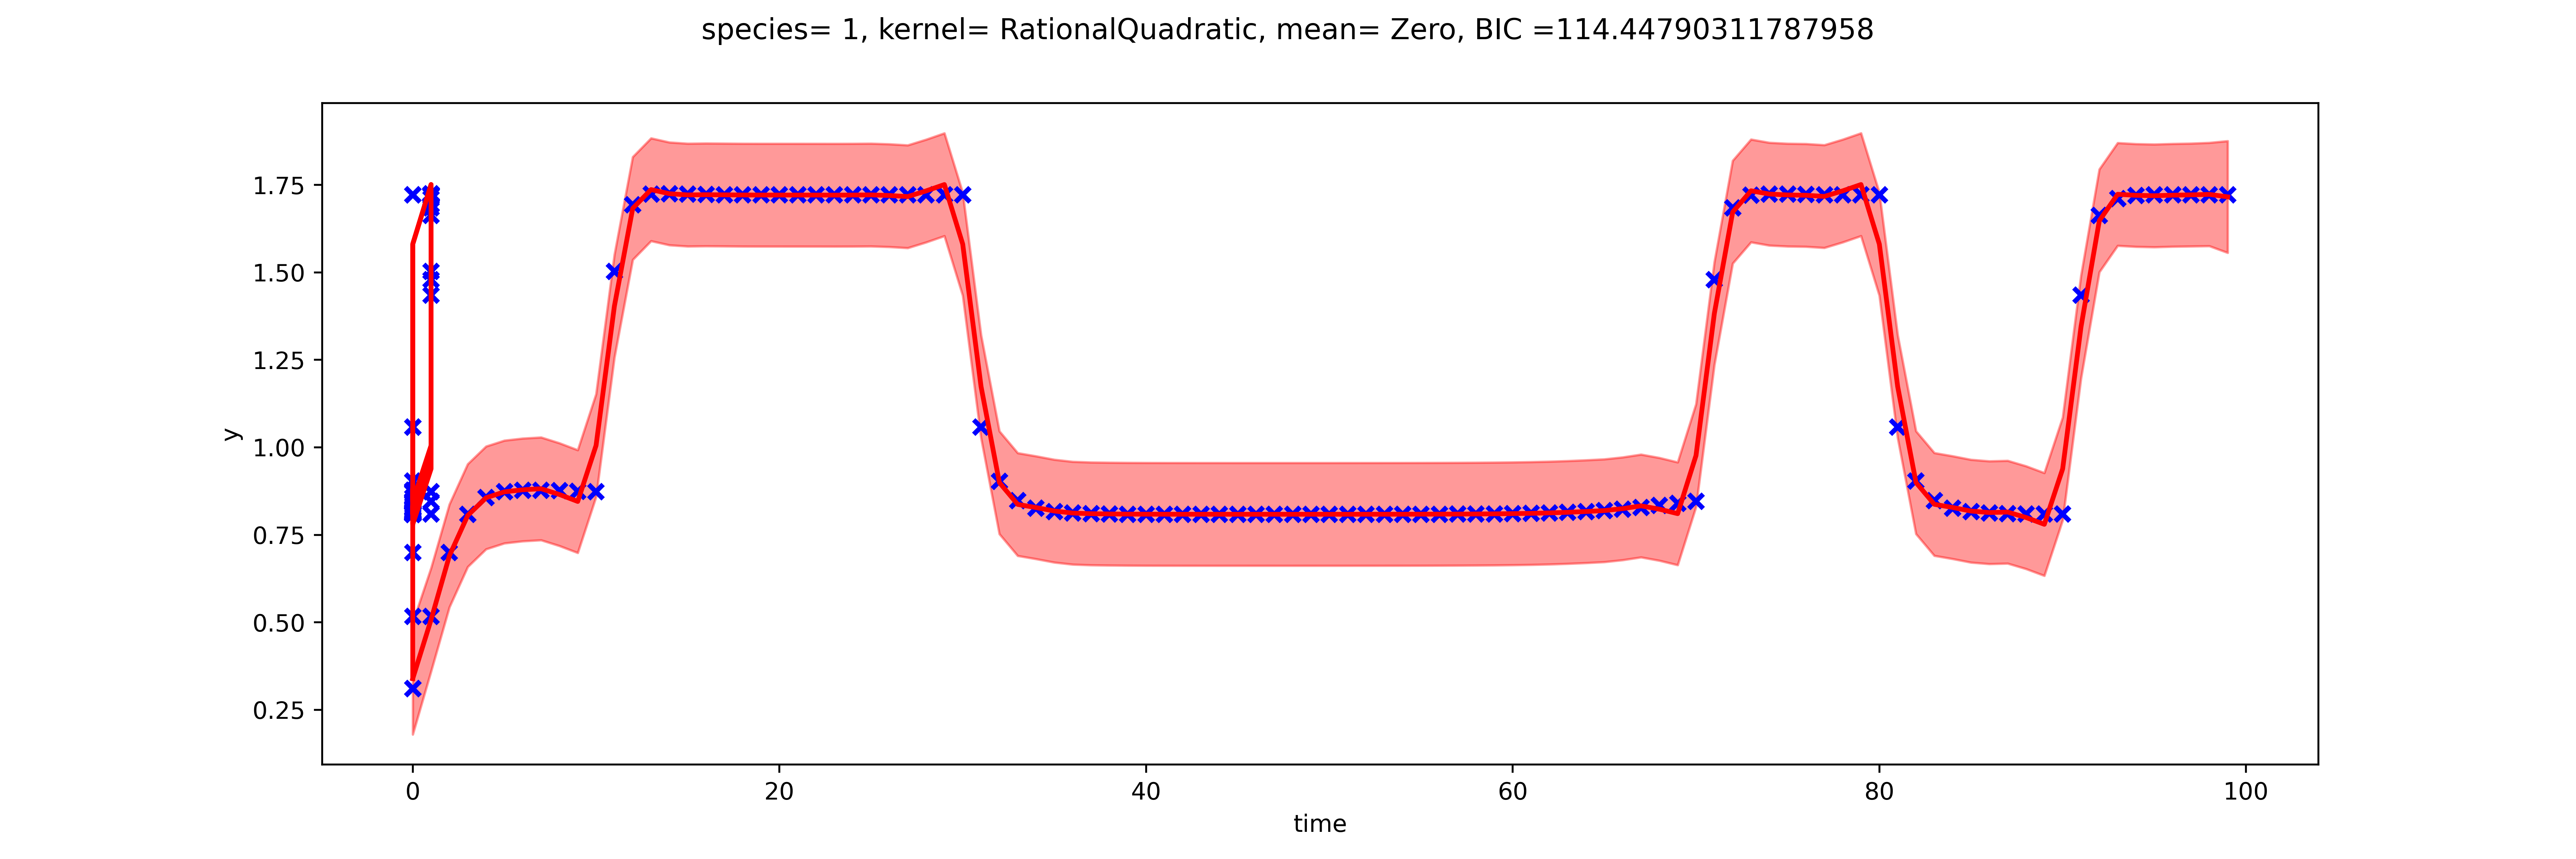 species= 1, kernel= RationalQuadratic, mean= Zero, BIC =114.44790311787958
1.75
1.50
1.25
1.00
0.75
0.50
0.25
y
0 20 40 60 80 100
time